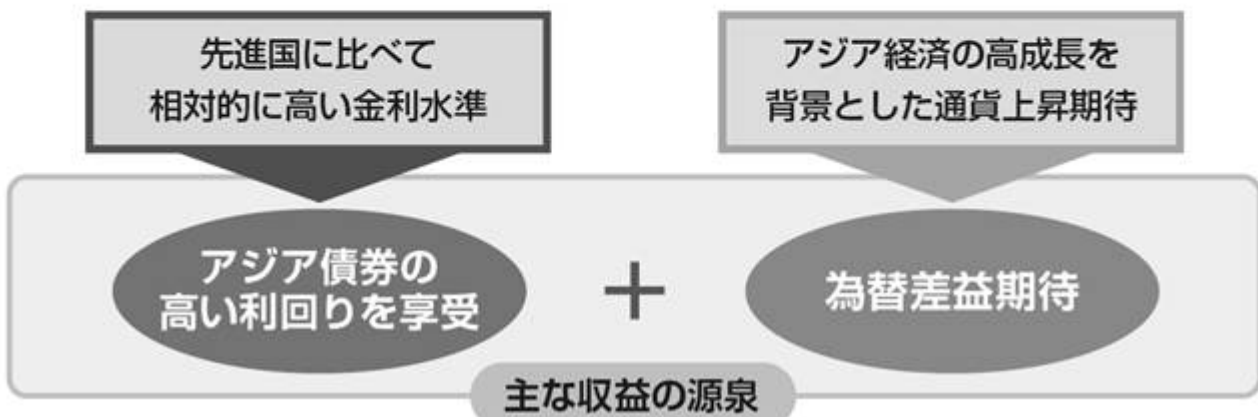 先進国に比べて
相対的に高い金利水準
アジア経済の高成長を
背景とした通貨上昇期待
アジア債券の
高い利回りを享受
+
為替差益期待
主な収益の源泉